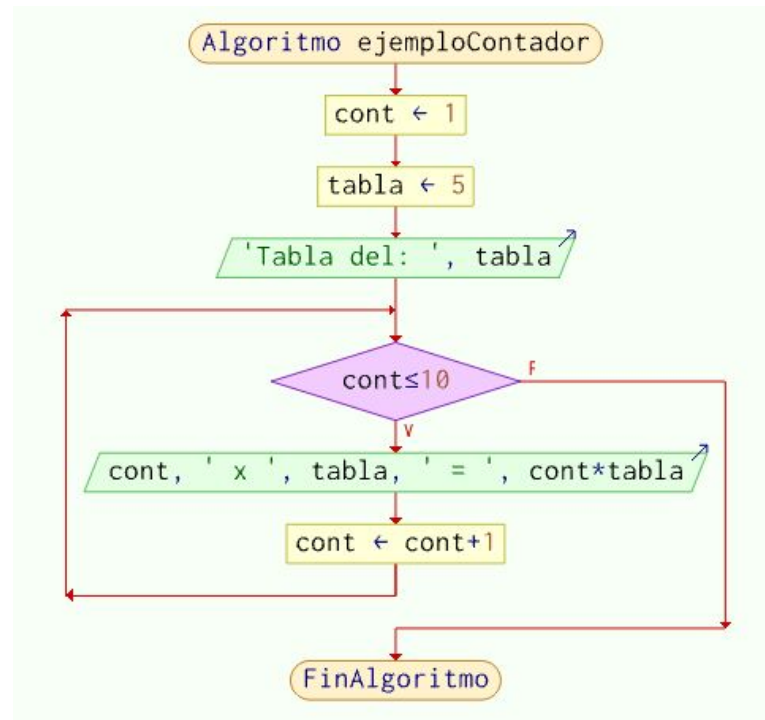 Algoritmo ejemploContador
cont ← 1
tabla ← 5
'Tabla del: ', tabla
cont≤10
F
V
cont, ' x ', tabla, ' = ', cont*tabla
cont ← cont+1
FinAlgoritmo